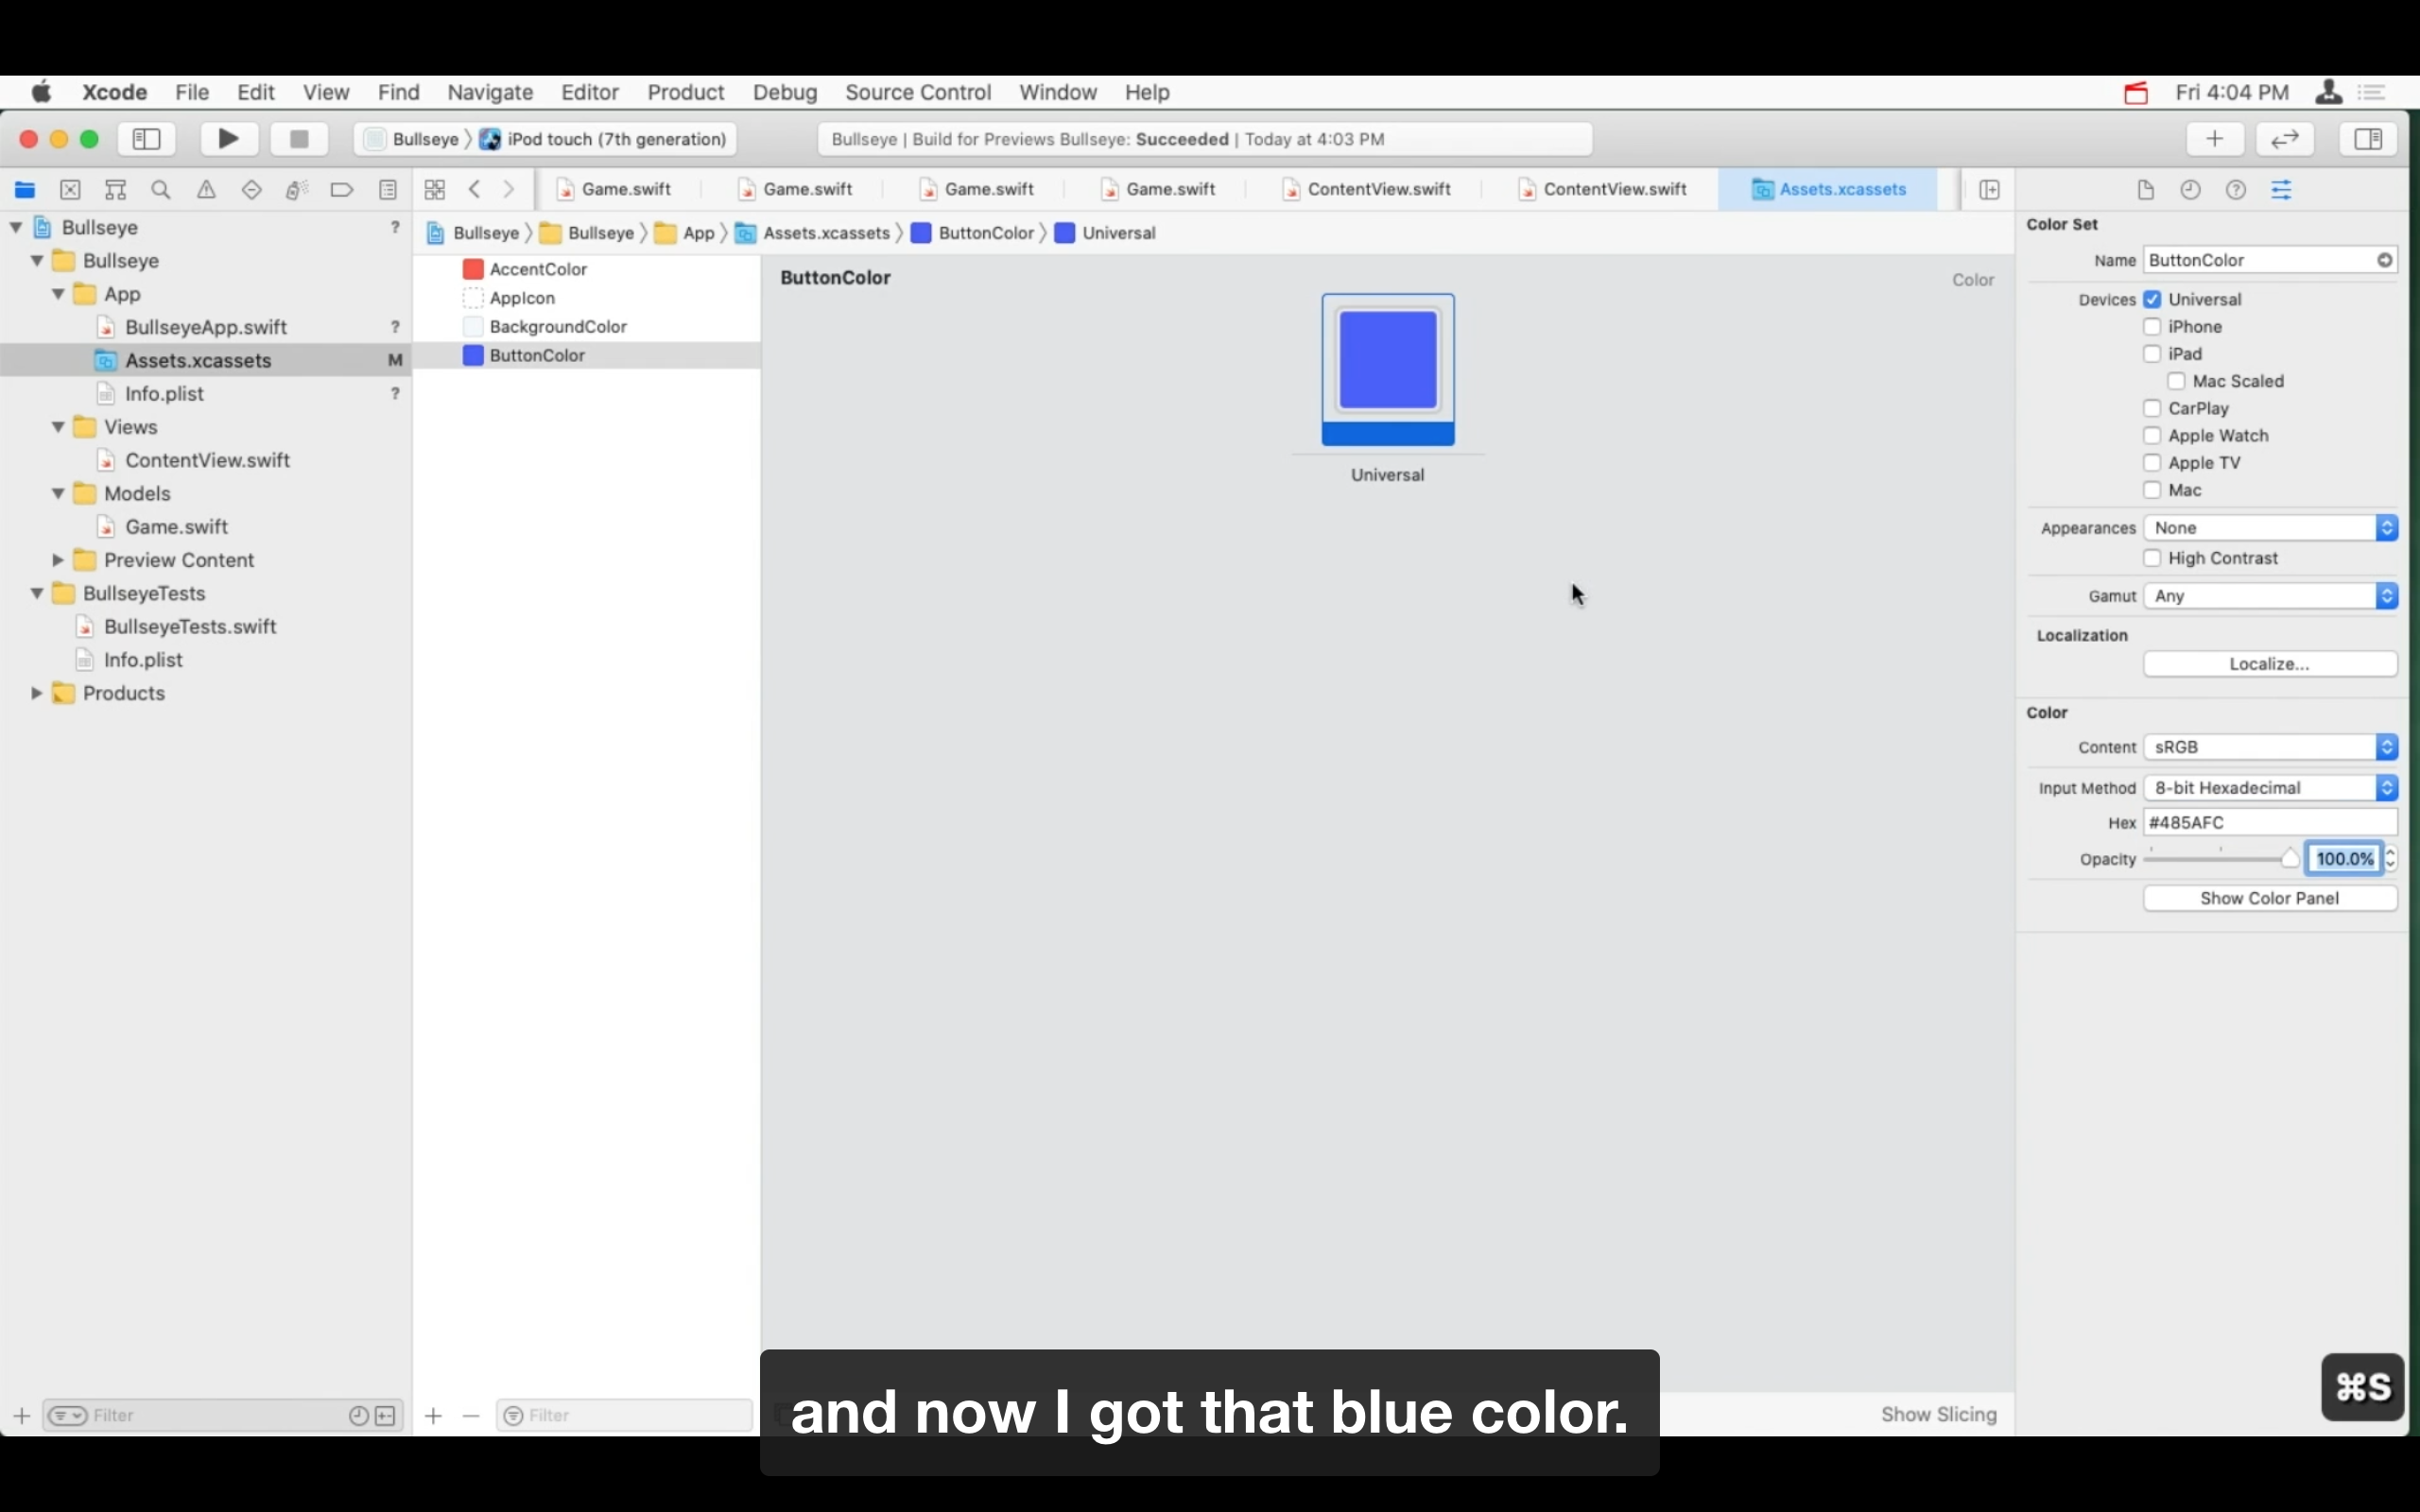 Xcode File Edit View Find Navigate Editor Product Debug Source Control Window Help Fri 4:04 PM
Bullseye iPod touch (7th generation) Bullseye | Build for Previews Bullseye: Succeeded | Today at 4:03 PM
Game.swift Game.swift Game.swift Game.swift ContentView.swift ContentView.swift Assets.xcassets
Bullseye ?
Bullseye
App
BullseyeApp.swift ?
Assets.xcassets M
Info.plist ?
Views
ContentView.swift
Models
Game.swift
Preview Content
BullseyeTests
BullseyeTests.swift
Info.plist
Products
Filter
Bullseye Bullseye App Assets.xcassets ButtonColor Universal
AccentColor
AppIcon
BackgroundColor
ButtonColor
Filter
ButtonColor Color
Universal
Show Slicing
Color Set
Name ButtonColor
Devices Universal
iPhone
iPad
Mac Scaled
CarPlay
Apple Watch
Apple TV
Mac
Appearances None
High Contrast
Gamut Any
Localization
Localize...
Color
Content sRGB
Input Method 8-bit Hexadecimal
Hex #485AFC
Opacity 100.0%
Show Color Panel
⌘S
and now I got that blue color.